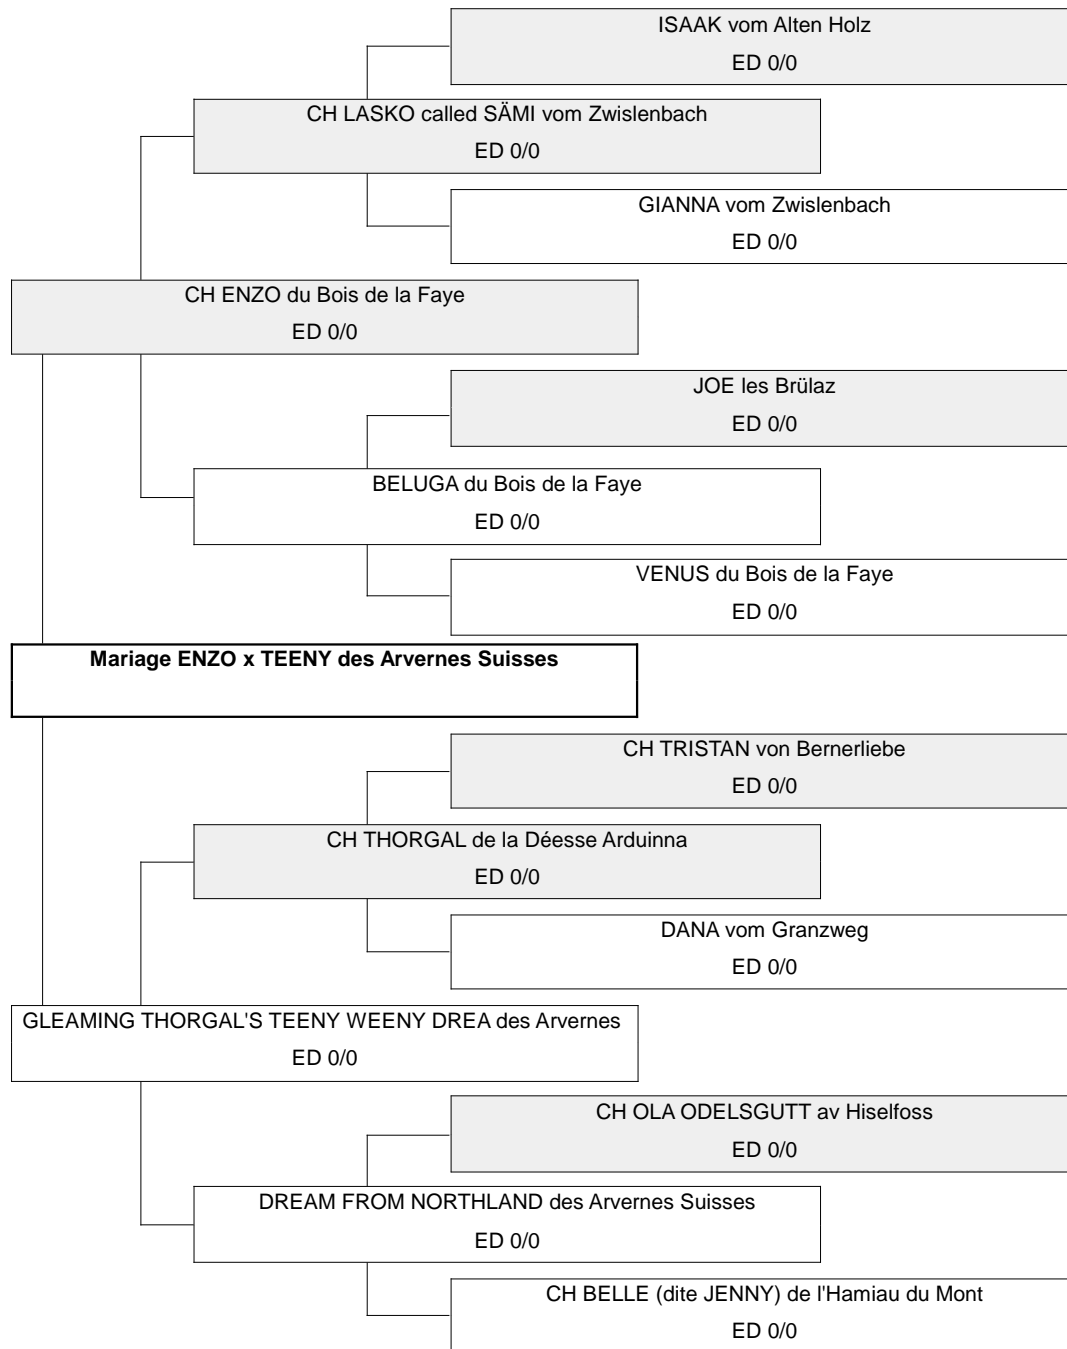 ISAAK vom Alten Holz
ED 0/0
CH LASKO called SÄMI vom Zwislenbach
ED 0/0
GIANNA vom Zwislenbach
ED 0/0
CH ENZO du Bois de la Faye
ED 0/0
JOE les Brülaz
ED 0/0
BELUGA du Bois de la Faye
ED 0/0
VENUS du Bois de la Faye
ED 0/0
Mariage ENZO x TEENY des Arvernes Suisses
CH TRISTAN von Bernerliebe
ED 0/0
CH THORGAL de la Déesse Arduinna
ED 0/0
DANA vom Granzweg
ED 0/0
GLEAMING THORGAL'S TEENY WEENY DREA des Arvernes
ED 0/0
CH OLA ODELSGUTT av Hiselfoss
ED 0/0
DREAM FROM NORTHLAND des Arvernes Suisses
ED 0/0
CH BELLE (dite JENNY) de l'Hamiau du Mont
ED 0/0